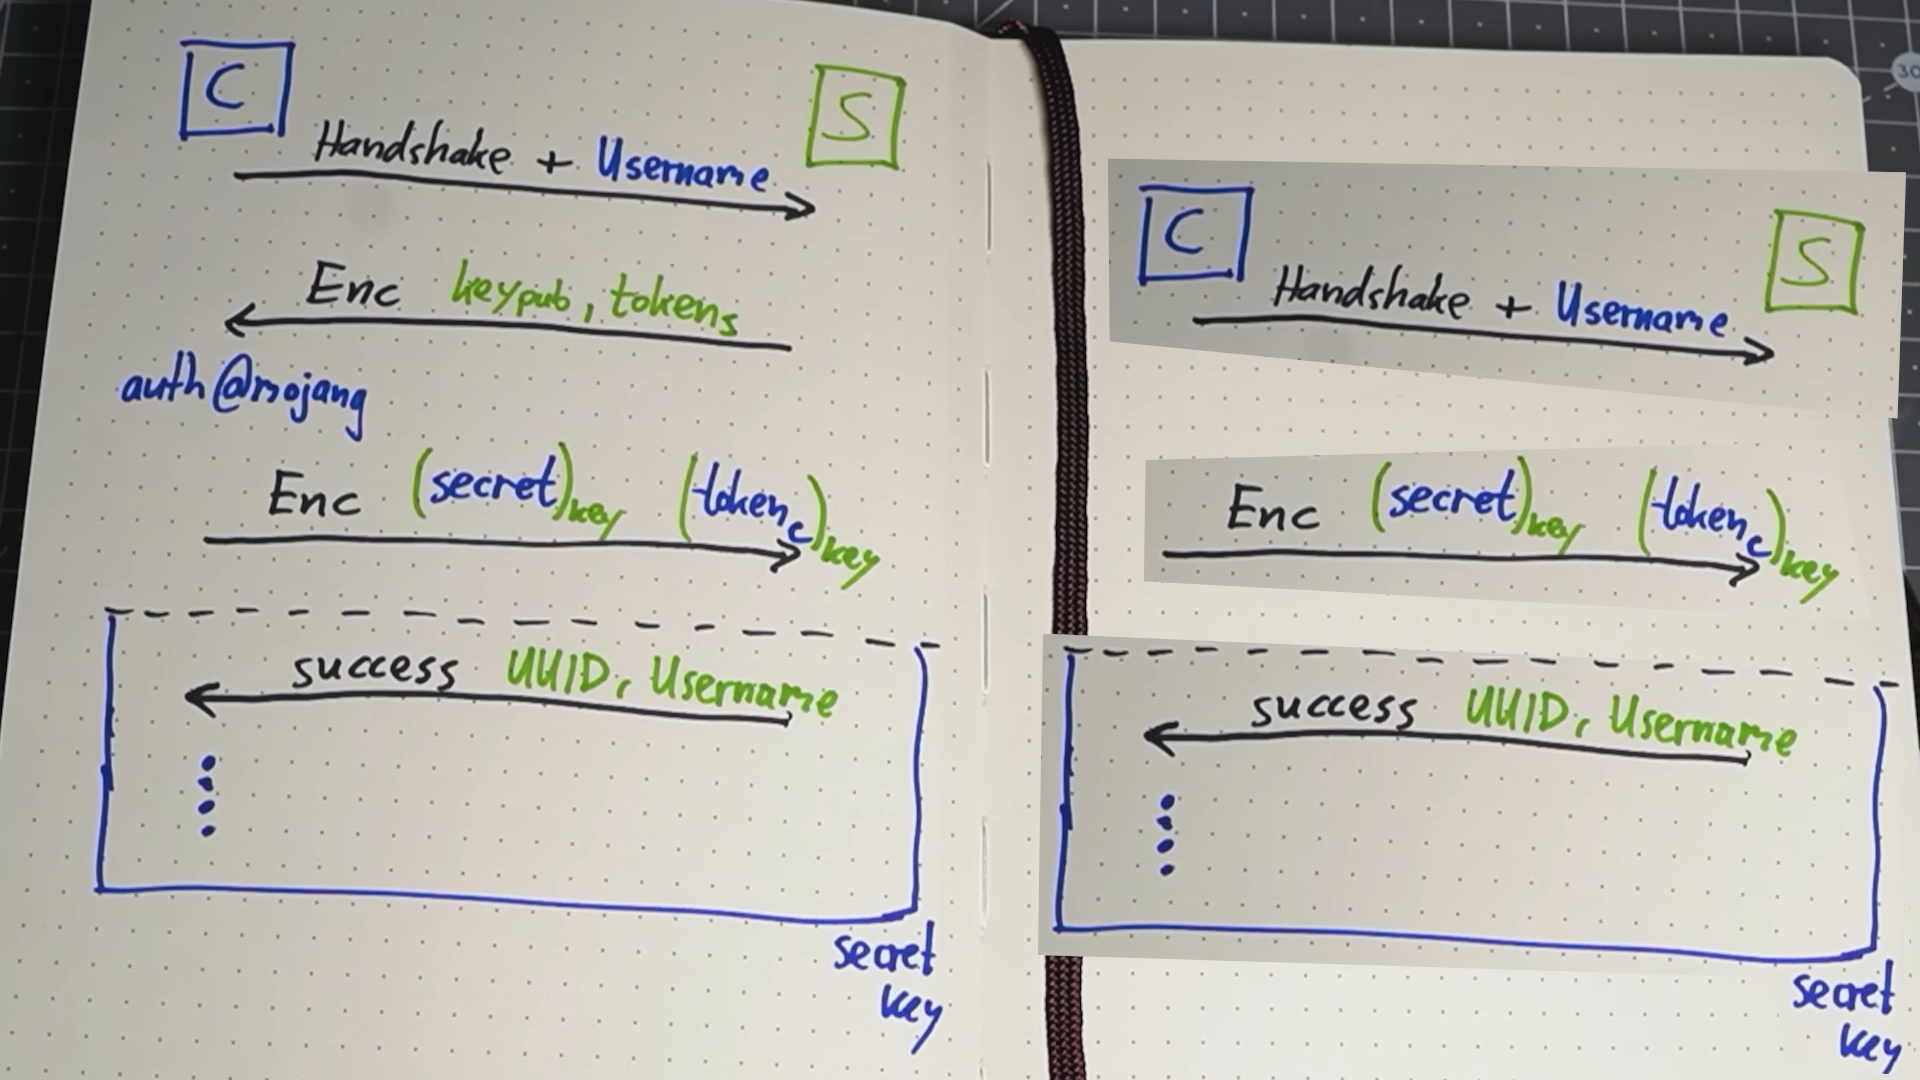 C
S
Handshake + Username
Enc keypub, tokens
auth@mojang
Enc (secret)key (tokenc)key
success UUID, Username
secret
key
30
C
S
Handshake + Username
Enc (secret)key (tokenc)key
success UUID, Username
secret
key